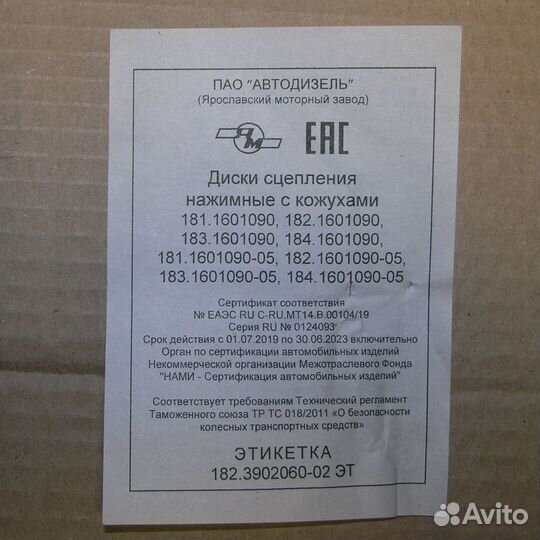 ПАО "АВТОДИЗЕЛЬ"
(Ярославский моторный завод)
ЯМ ЕАС
Диски сцепления
нажимные с кожухами
181.1601090, 182.1601090,
183.1601090, 184.1601090,
181.1601090-05, 182.1601090-05,
183.1601090-05, 184.1601090-05
Сертификат соответствия
№ ЕАЭС RU С-RU.МТ14.В.00104/19
Серия RU № 0124093
Срок действия с 01.07.2019 по 30.06.2023 включительно
Орган по сертификации автомобильных изделий
Некоммерческой организации Межотраслевого Фонда
"НАМИ - Сертификация автомобильных изделий"
Соответствует требованиям Технический регламент
Таможенного союза ТР ТС 018/2011 «О безопасности
колесных транспортных средств»
ЭТИКЕТКА
182.3902060-02 ЭТ
Avito